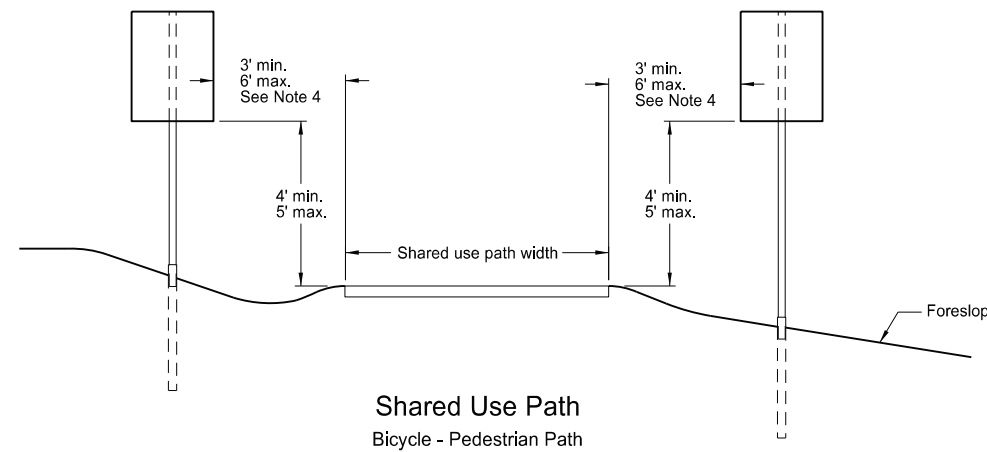 3' min.
6' max.
See Note 4
3' min.
6' max.
See Note 4
4' min.
5' max.
4' min.
5' max.
Shared use path width
Shared Use Path
Bicycle - Pedestrian Path